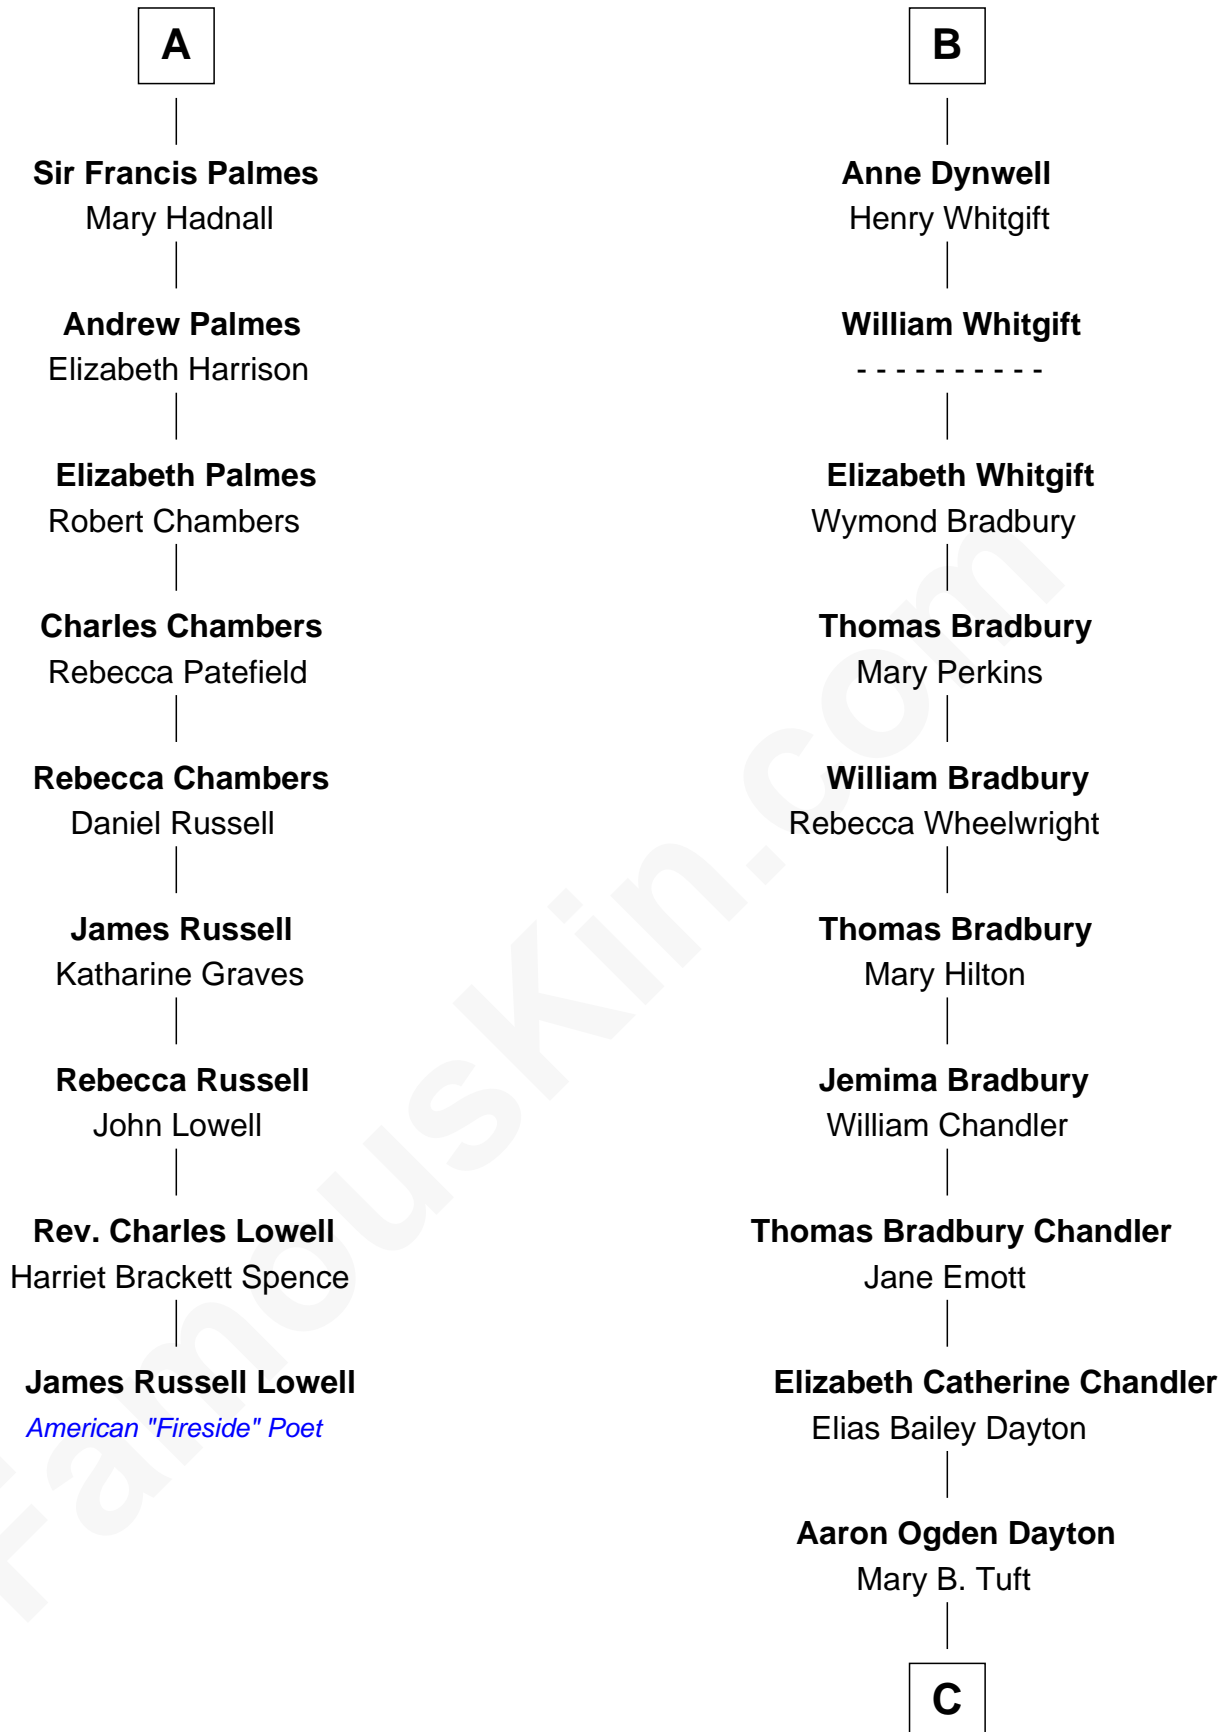 A
Sir Francis Palmes
Mary Hadnall
Andrew Palmes
Elizabeth Harrison
Elizabeth Palmes
Robert Chambers
Charles Chambers
Rebecca Patefield
Rebecca Chambers
Daniel Russell
James Russell
Katharine Graves
Rebecca Russell
John Lowell
Rev. Charles Lowell
Harriet Brackett Spence
James Russell Lowell
American "Fireside" Poet
B
Anne Dynwell
Henry Whitgift
William Whitgift
- - - - - - - - - -
Elizabeth Whitgift
Wymond Bradbury
Thomas Bradbury
Mary Perkins
William Bradbury
Rebecca Wheelwright
Thomas Bradbury
Mary Hilton
Jemima Bradbury
William Chandler
Thomas Bradbury Chandler
Jane Emott
Elizabeth Catherine Chandler
Elias Bailey Dayton
Aaron Ogden Dayton
Mary B. Tuft
C
FamousKin.com